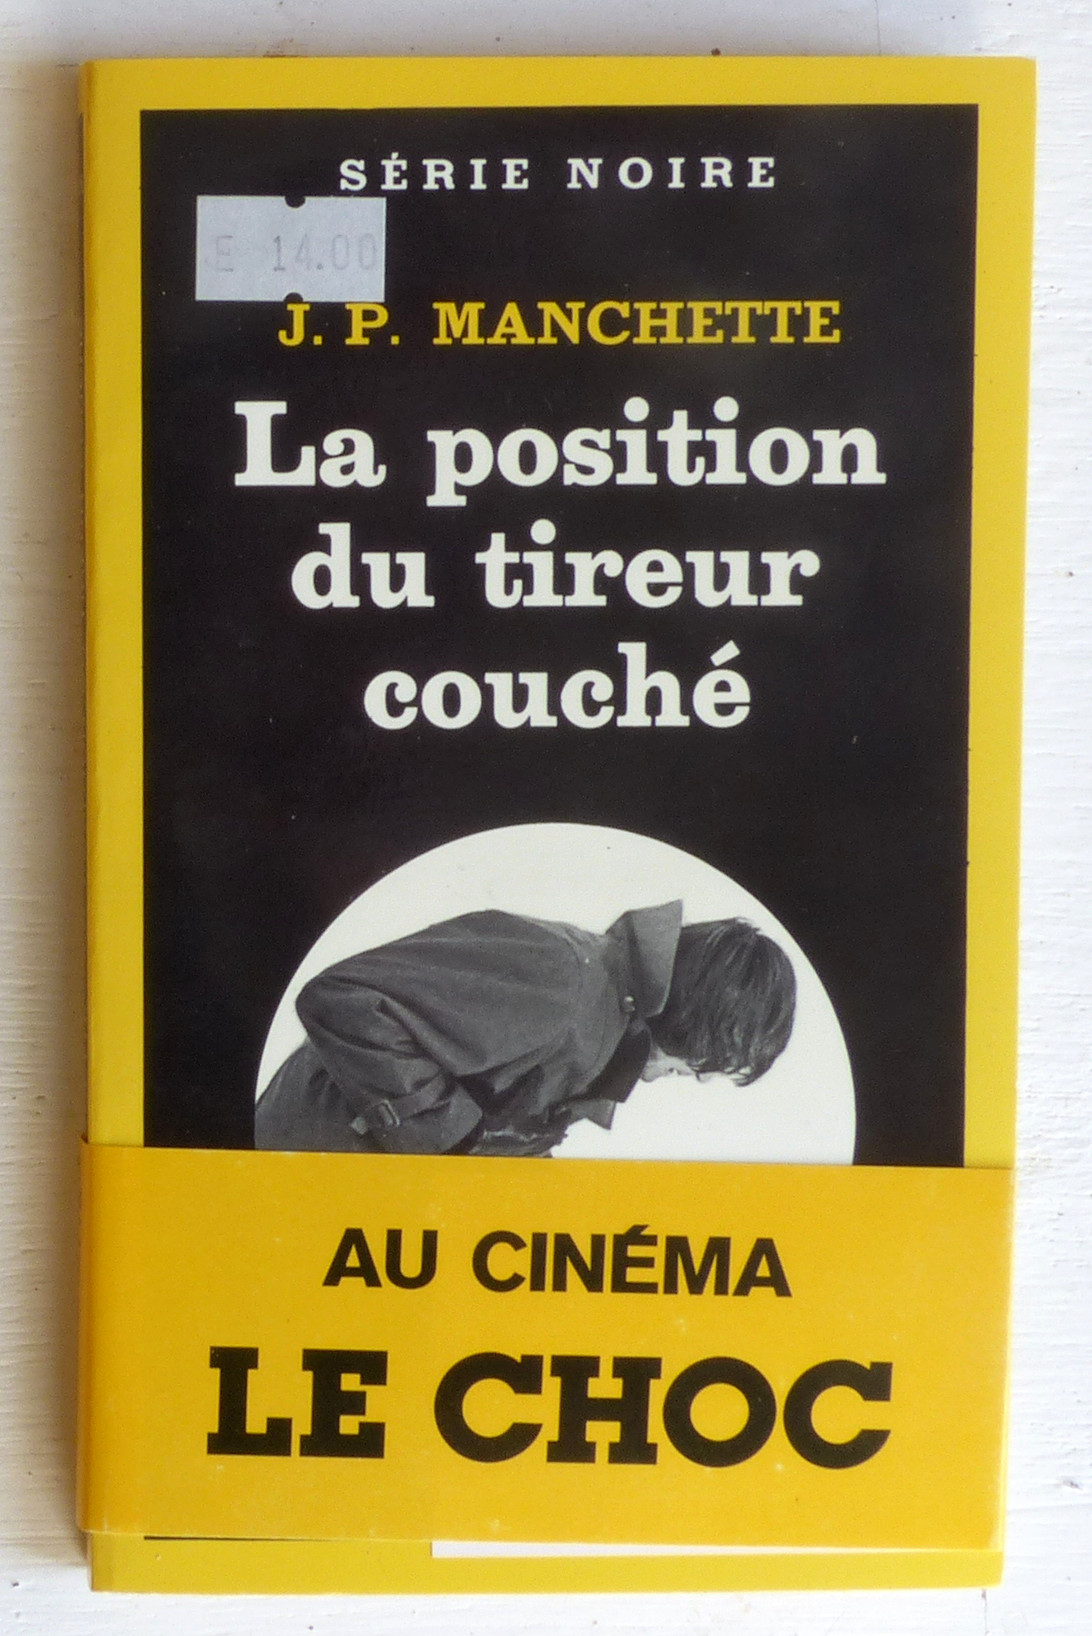 SÉRIE NOIRE
E 14.00
J. P. MANCHETTE
La position
du tireur
couché
AU CINÉMA
LE CHOC